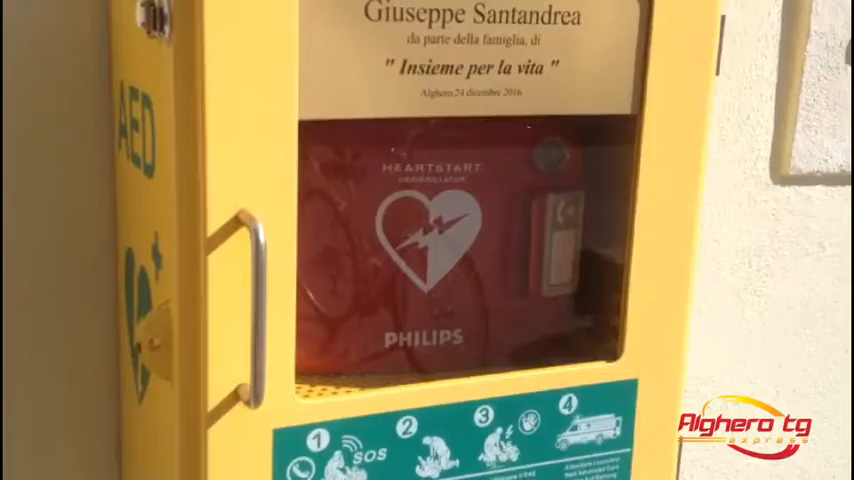 Giuseppe Santandrea
da parte della famiglia, di
"Insieme per la vita"
Alghero, 24 dicembre 2016
AED
HEARTSTART
DEFIBRILLATOR
PHILIPS
1 2 3 4
SOS
Alghero tg
express